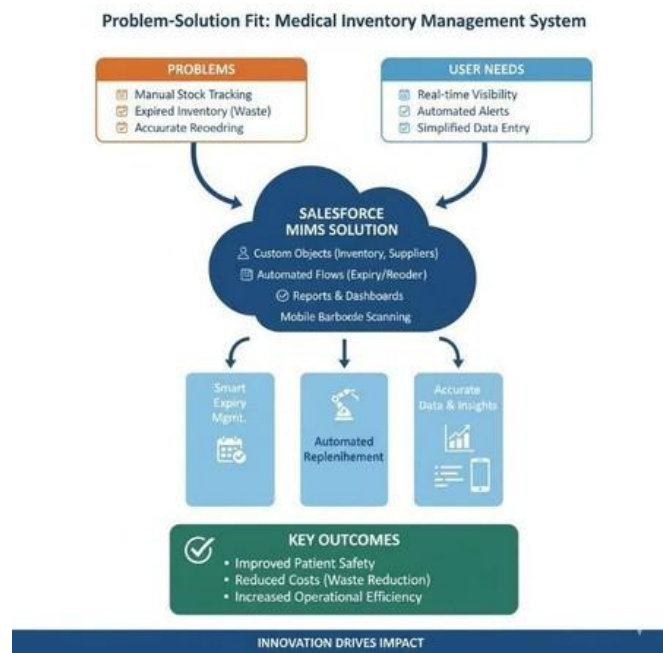 Problem-Solution Fit: Medical Inventory Management System
PROBLEMS
Manual Stock Tracking
Expired Inventory (Waste)
Accuurate Reoedring
USER NEEDS
Real-time Visibility
Automated Alerts
Simplified Data Entry
SALESFORCE
MIMS SOLUTION
Custom Objects (Inventory, Suppliers)
Automated Flows (Expiry/Reoder)
Reports & Dashboards
Mobile Barbocde Scanning
Smart
Expiry
Mgmt.
Automated
Replenihement
Accurate
Data & Insights
KEY OUTCOMES
• Improved Patient Safety
• Reduced Costs (Waste Reduction)
• Increased Operational Efficiency
INNOVATION DRIVES IMPACT